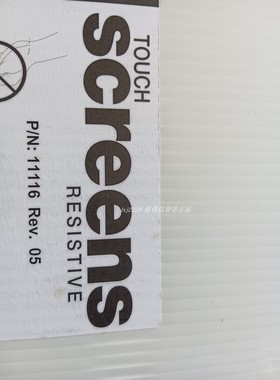 TOUCH
screens
RESISTIVE
P/N: 11116 Rev. 05